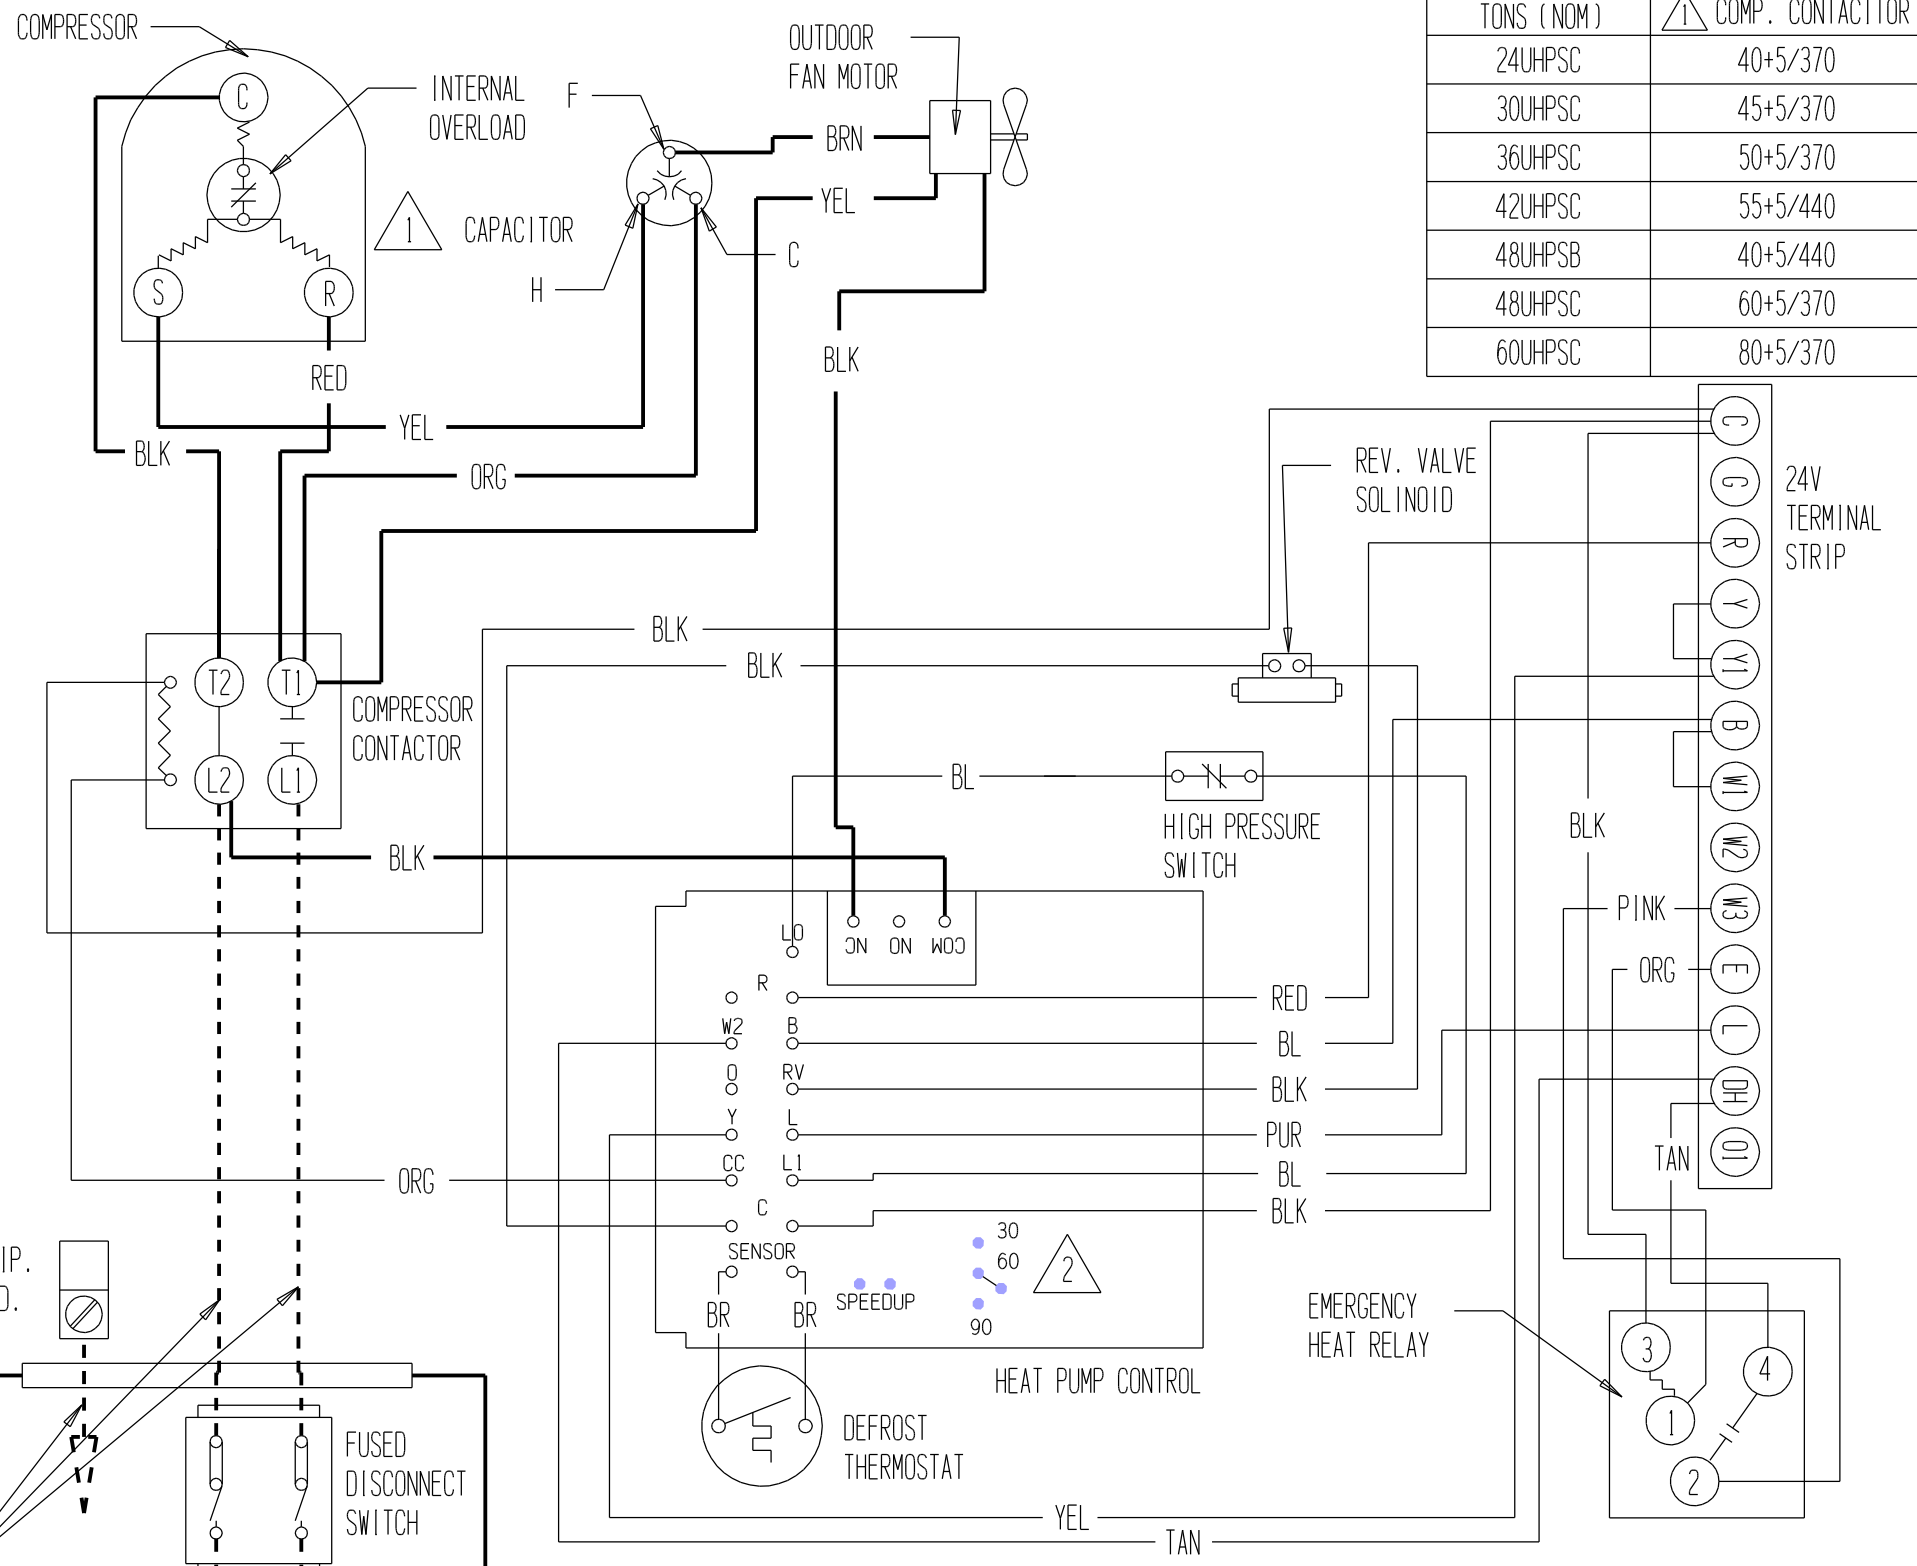 COMPRESSOR
INTERNAL
OVERLOAD
C
S
R
F
OUTDOOR
FAN MOTOR
BRN
YEL
1
CAPACITOR
C
H
BLK
RED
YEL
BLK
ORG
TONS (NOM)
1 COMP. CONTACITOR
24UHPSC 40+5/370
30UHPSC 45+5/370
36UHPSC 50+5/370
42UHPSC 55+5/440
48UHPSB 40+5/440
48UHPSC 60+5/370
60UHPSC 80+5/370
REV. VALVE
SOLINOID
24V
TERMINAL
STRIP
C
G
R
Y
Y1
B
W1
W2
W3
E
L
DH
O1
BLK
BLK
T2
T1
L2
L1
COMPRESSOR
CONTACTOR
BL
HIGH PRESSURE
SWITCH
BLK
BLK
PINK
ORG
TAN
LO
NC
NO
COM
R
W2
B
O
RV
Y
L
CC
L1
C
SENSOR
RED
BL
BLK
PUR
BL
BLK
ORG
30
60
90
SPEEDUP
2
BR
BR
HEAT PUMP CONTROL
EMERGENCY
HEAT RELAY
3
4
1
2
DEFROST
THERMOSTAT
IP.
FUSED
DISCONNECT
SWITCH
YEL
TAN